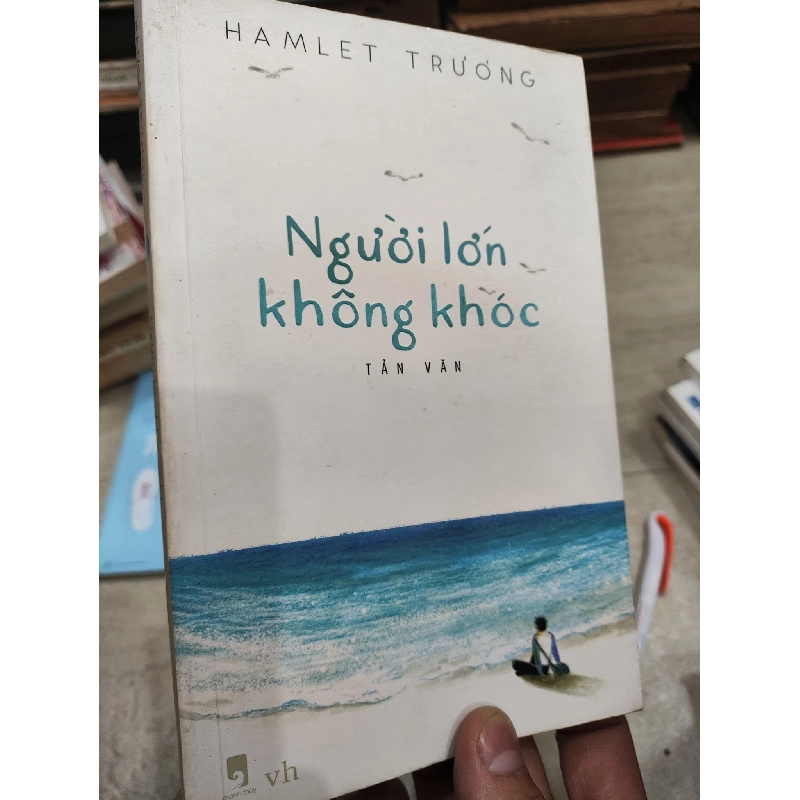 HAMLET TRƯƠNG
Người lớn
không khóc
TẢN VĂN
vh